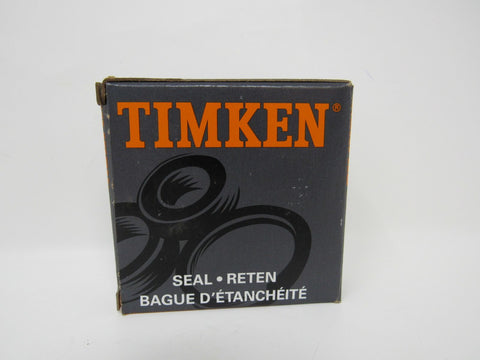 TIMKEN®
SEAL • RETEN
BAGUE D'ÉTANCHÉITÉ